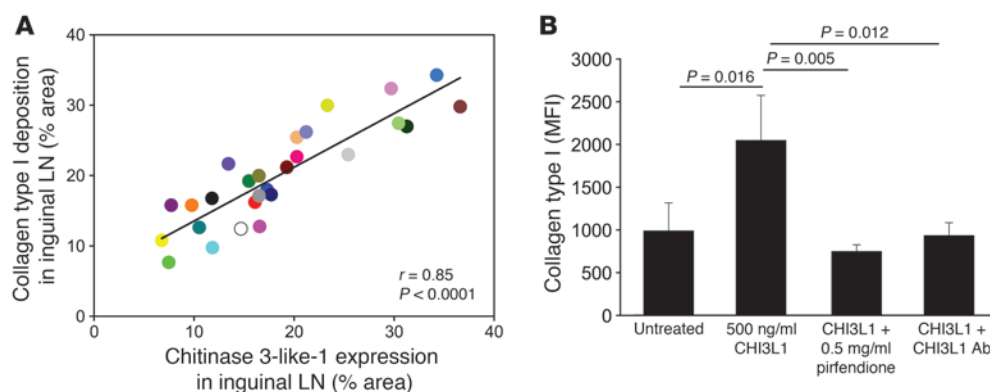 A
Collagen type I deposition
in inguinal LN (% area)
40
30
20
10
0
0 10 20 30 40
r = 0.85
P < 0.0001
Chitinase 3-like-1 expression
in inguinal LN (% area)
B
Collagen type I (MFI)
3000
2500
2000
1500
1000
500
0
P = 0.012
P = 0.005
P = 0.016
Untreated
500 ng/ml
CHI3L1
CHI3L1 +
0.5 mg/ml
pirfendione
CHI3L1 +
CHI3L1 Ab